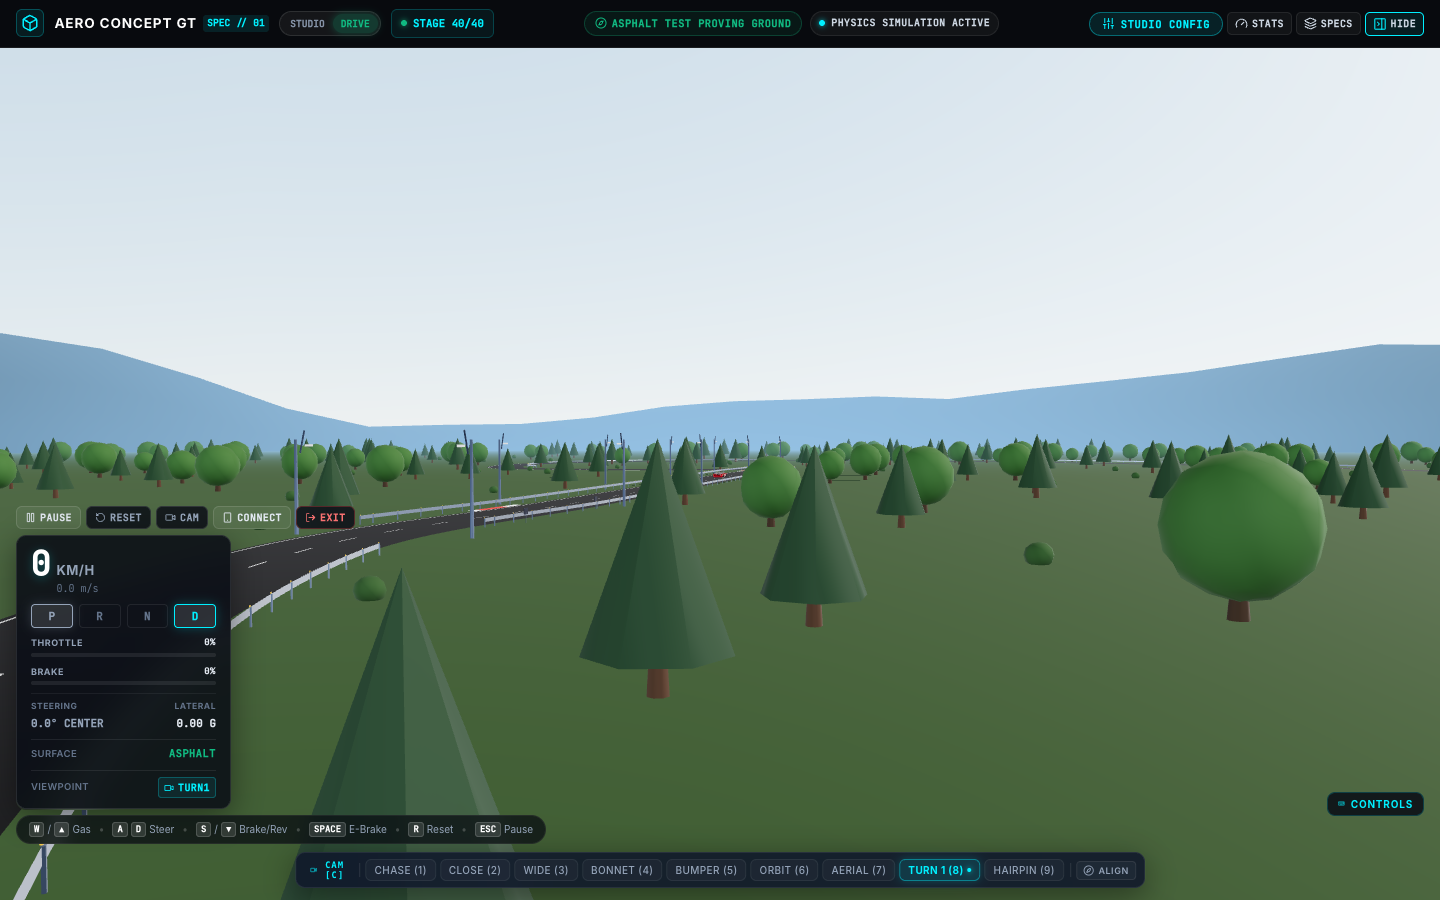 AERO CONCEPT GT SPEC // 01 STUDIO DRIVE STAGE 40/40 ASPHALT TEST PROVING GROUND PHYSICS SIMULATION ACTIVE STUDIO CONFIG STATS SPECS HIDE
PAUSE RESET CAM CONNECT EXIT
0 KM/H
0.0 m/s
P R N D
THROTTLE 0%
BRAKE 0%
STEERING LATERAL
0.0° CENTER 0.00 G
SURFACE ASPHALT
VIEWPOINT TURN1
CONTROLS
W / ▲ Gas • A D Steer • S / ▼ Brake/Rev • SPACE E-Brake • R Reset • ESC Pause
CAM [C] CHASE (1) CLOSE (2) WIDE (3) BONNET (4) BUMPER (5) ORBIT (6) AERIAL (7) TURN 1 (8) • HAIRPIN (9) ALIGN